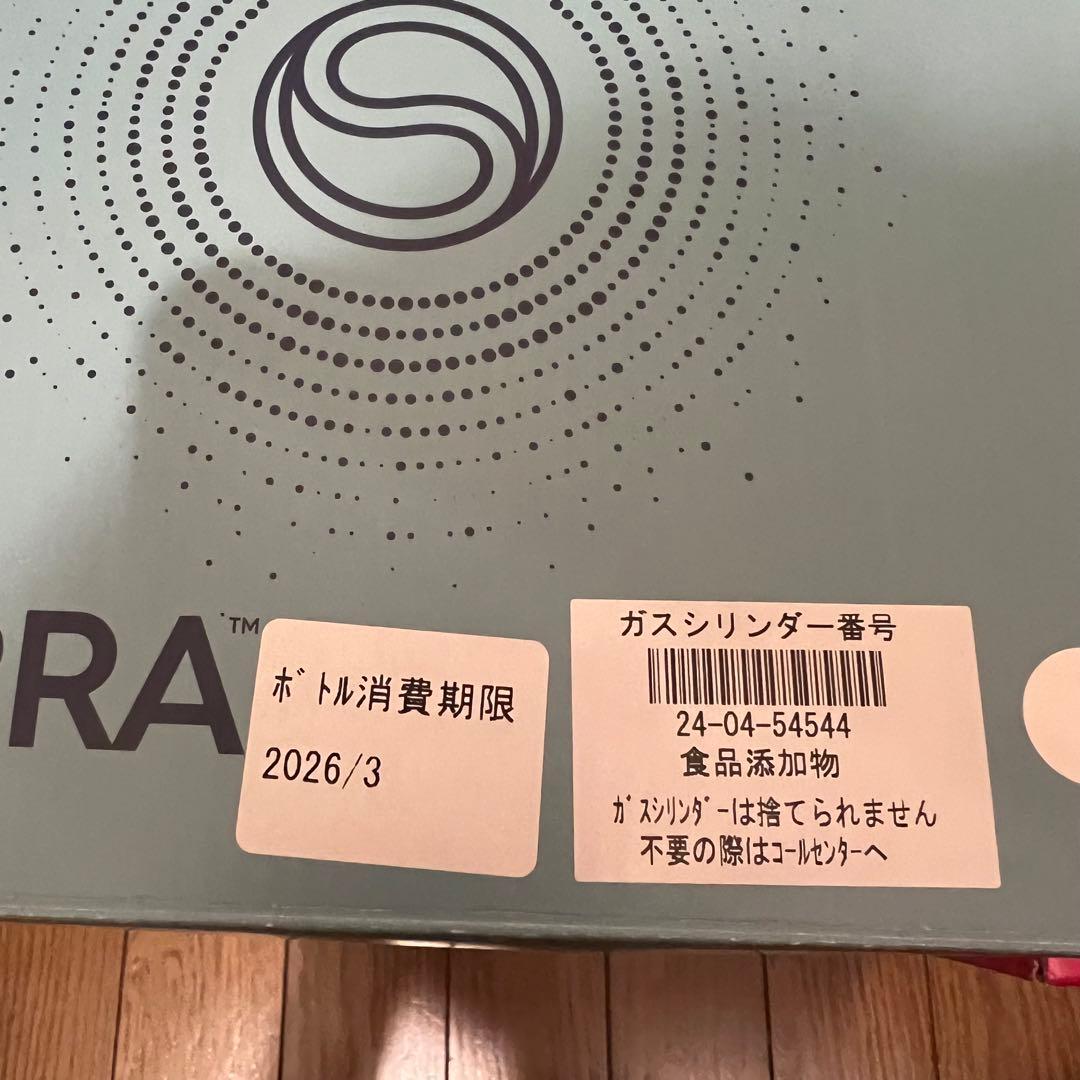 PRA™
ﾎﾞﾄﾙ消費期限
2026/3
ガスシリンダー番号
24-04-54544
食品添加物
ｶﾞｽｼﾘﾝﾀﾞｰは捨てられません
不要の際はｺｰﾙｾﾝﾀｰへ